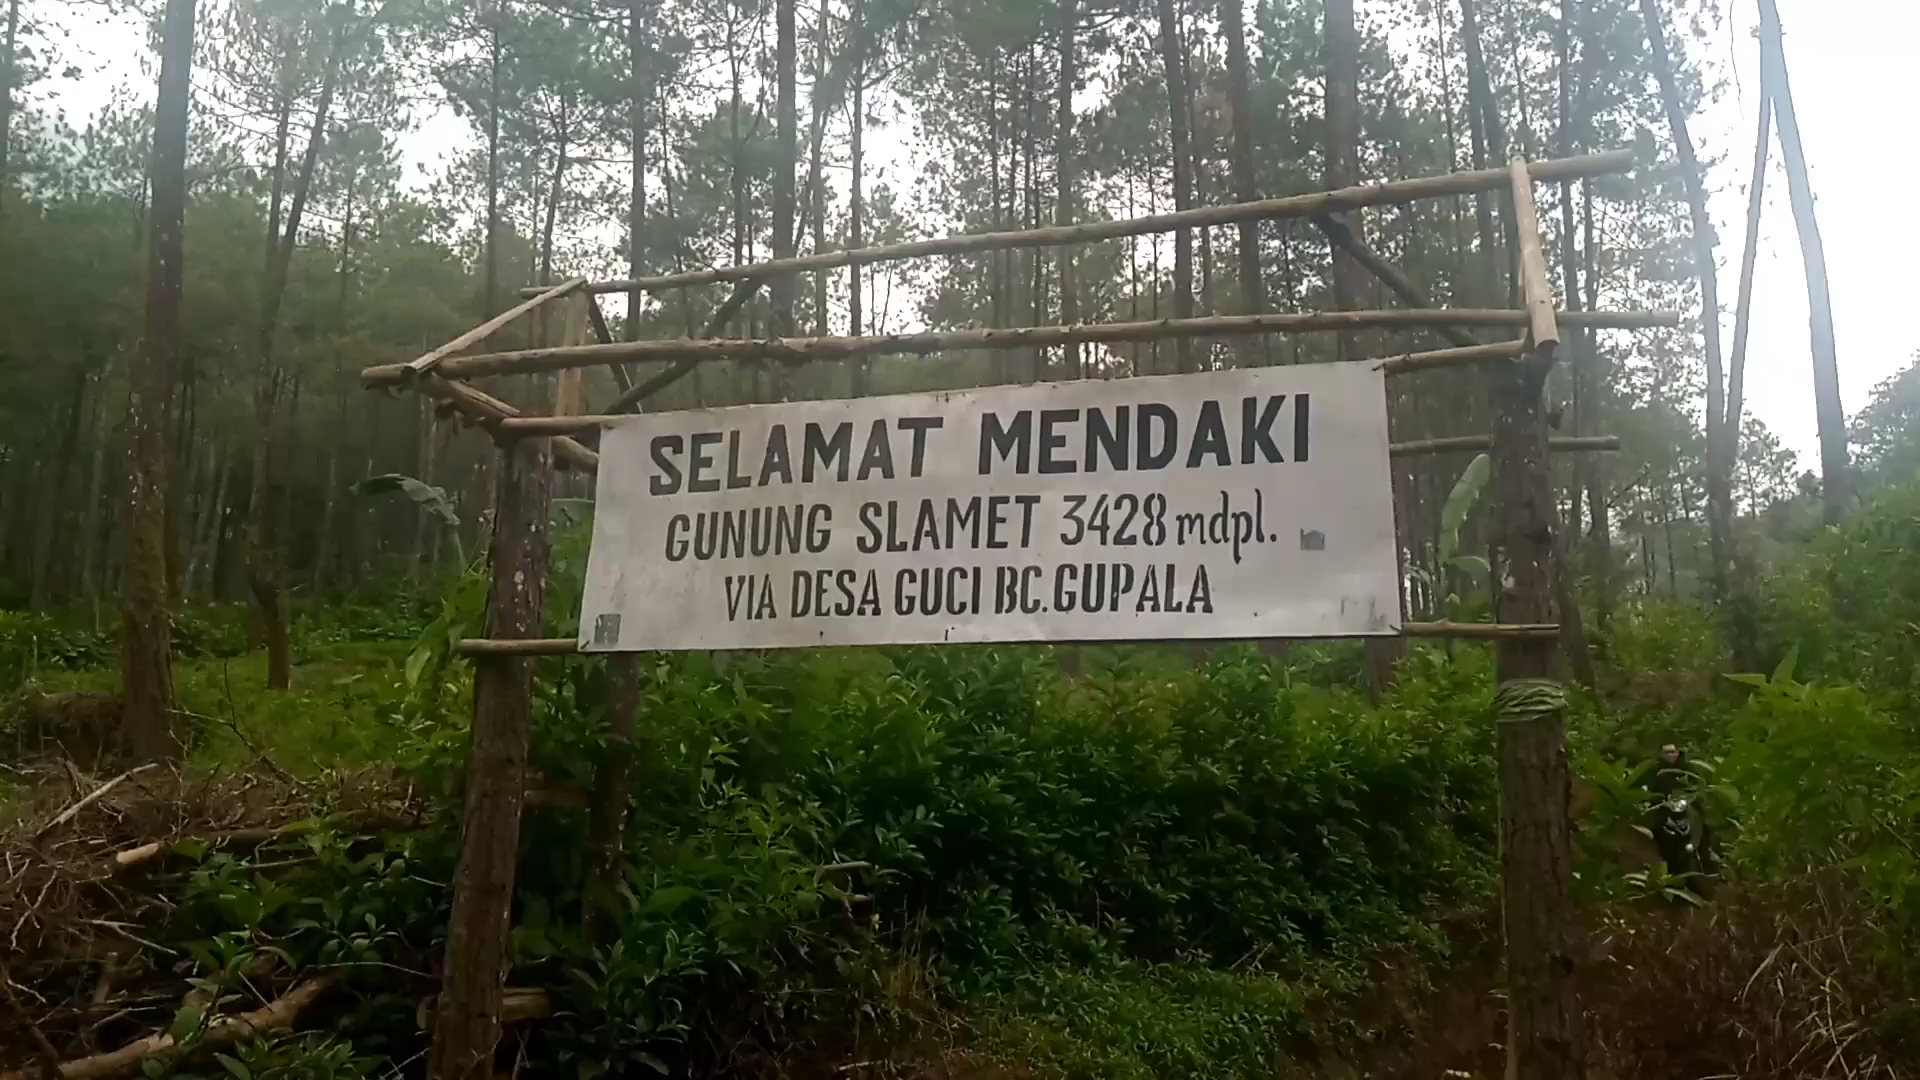 SELAMAT MENDAKI
GUNUNG SLAMET 3428 mdpl.
VIA DESA GUCI BC.GUPALA